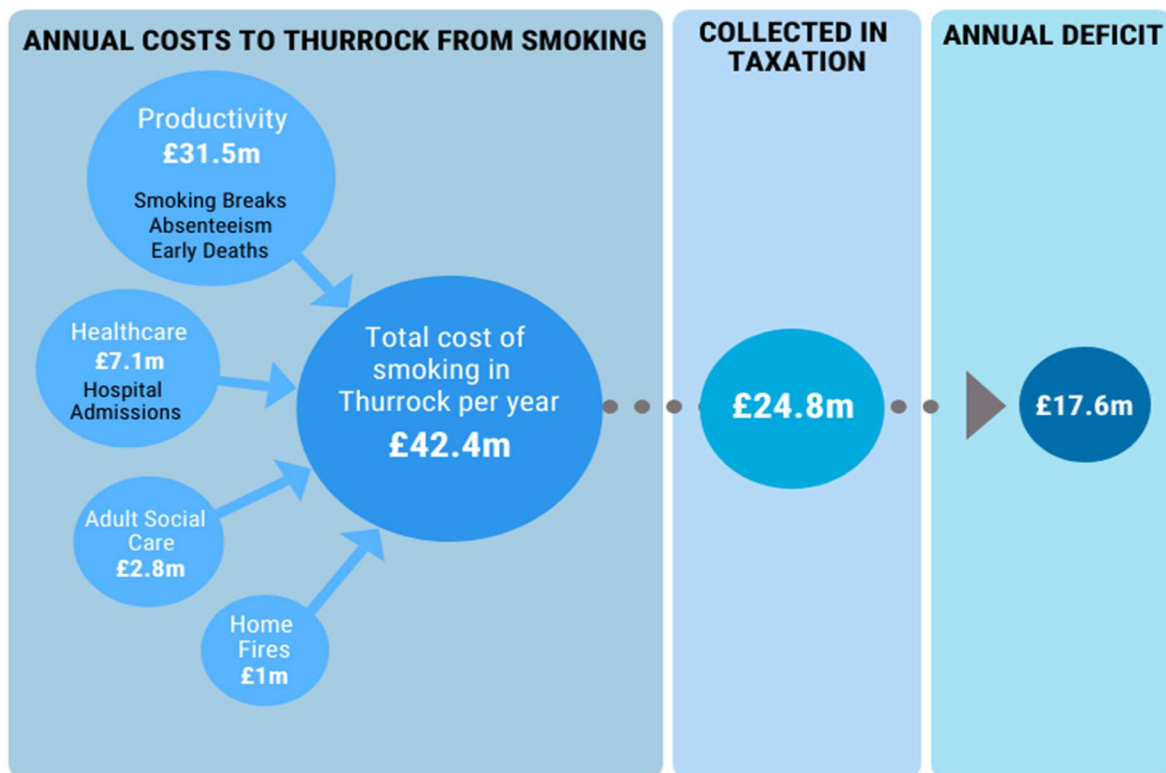 ANNUAL COSTS TO THURROCK FROM SMOKING
Productivity
£31.5m
Smoking Breaks
Absenteeism
Early Deaths
Healthcare
£7.1m
Hospital
Admissions
Adult Social
Care
£2.8m
Home
Fires
£1m
Total cost of
smoking in
Thurrock per year
£42.4m
COLLECTED IN
TAXATION
£24.8m
ANNUAL DEFICIT
£17.6m